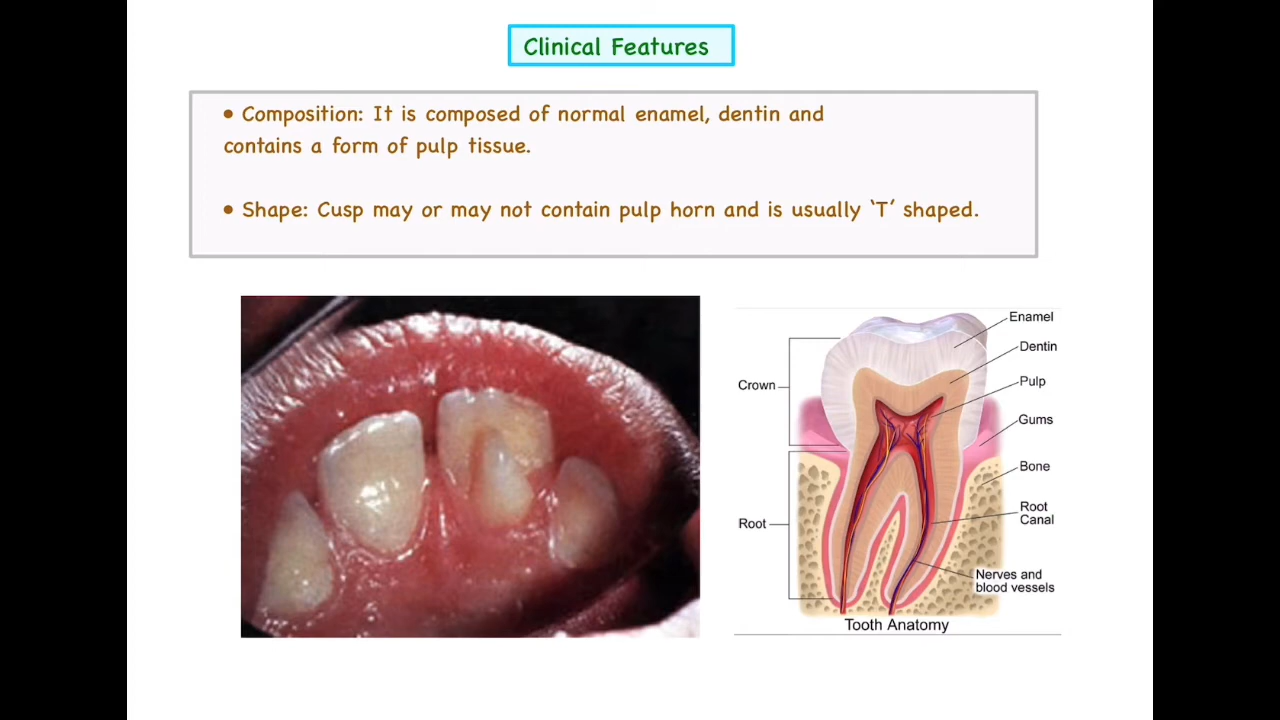 Clinical Features
• Composition: It is composed of normal enamel, dentin and
contains a form of pulp tissue.
• Shape: Cusp may or may not contain pulp horn and is usually ‘T’ shaped.
Enamel
Dentin
Crown
Pulp
Gums
Bone
Root
Canal
Root
Nerves and
blood vessels
Tooth Anatomy